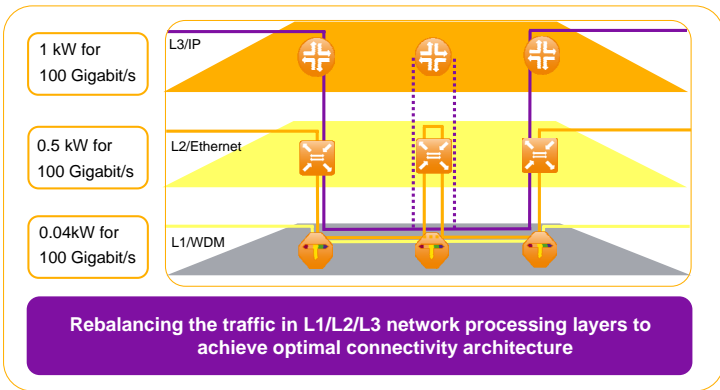 1 kW for
100 Gigabit/s
L3/IP
0.5 kW for
100 Gigabit/s
L2/Ethernet
0.04kW for
100 Gigabit/s
L1/WDM
Rebalancing the traffic in L1/L2/L3 network processing layers to
achieve optimal connectivity architecture